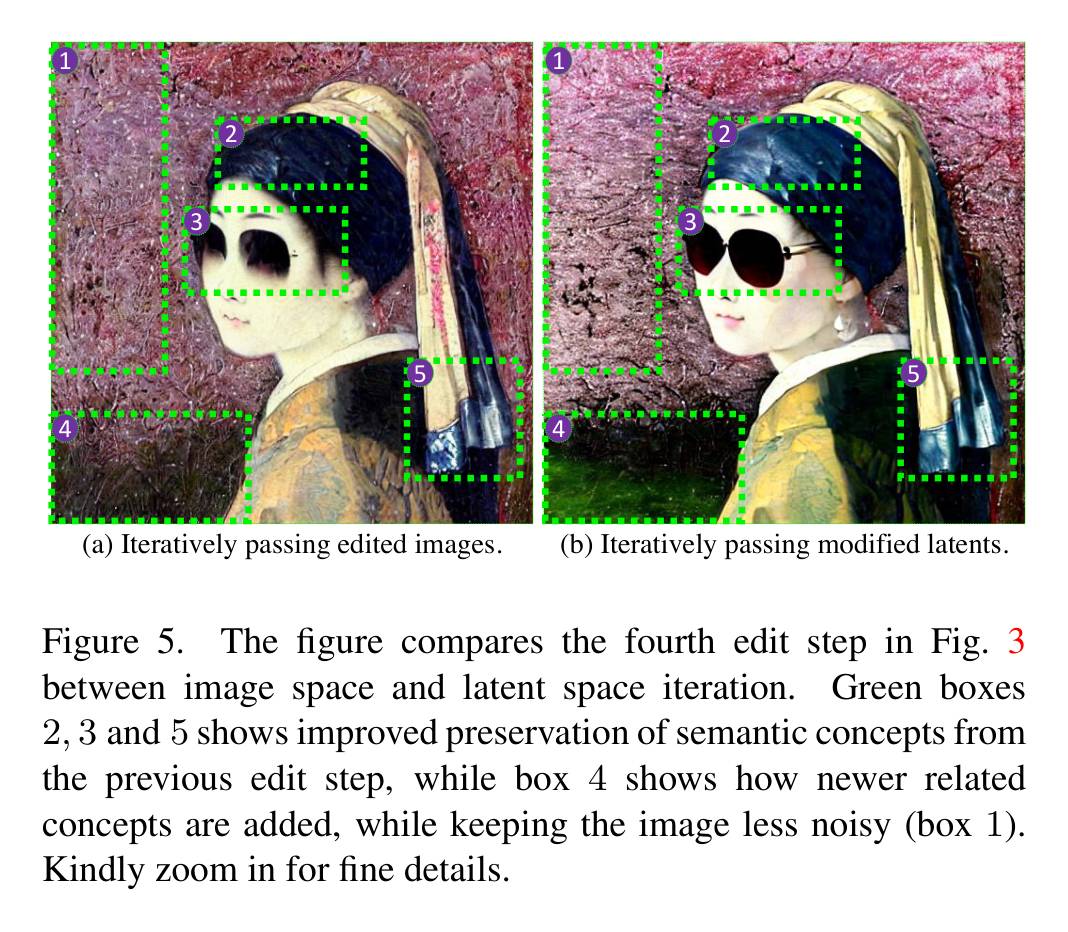 1
2
3
4
5
1
2
3
4
5
(a) Iteratively passing edited images.
(b) Iteratively passing modified latents.
Figure 5. The figure compares the fourth edit step in Fig. 3
between image space and latent space iteration. Green boxes
2, 3 and 5 shows improved preservation of semantic concepts from
the previous edit step, while box 4 shows how newer related
concepts are added, while keeping the image less noisy (box 1).
Kindly zoom in for fine details.